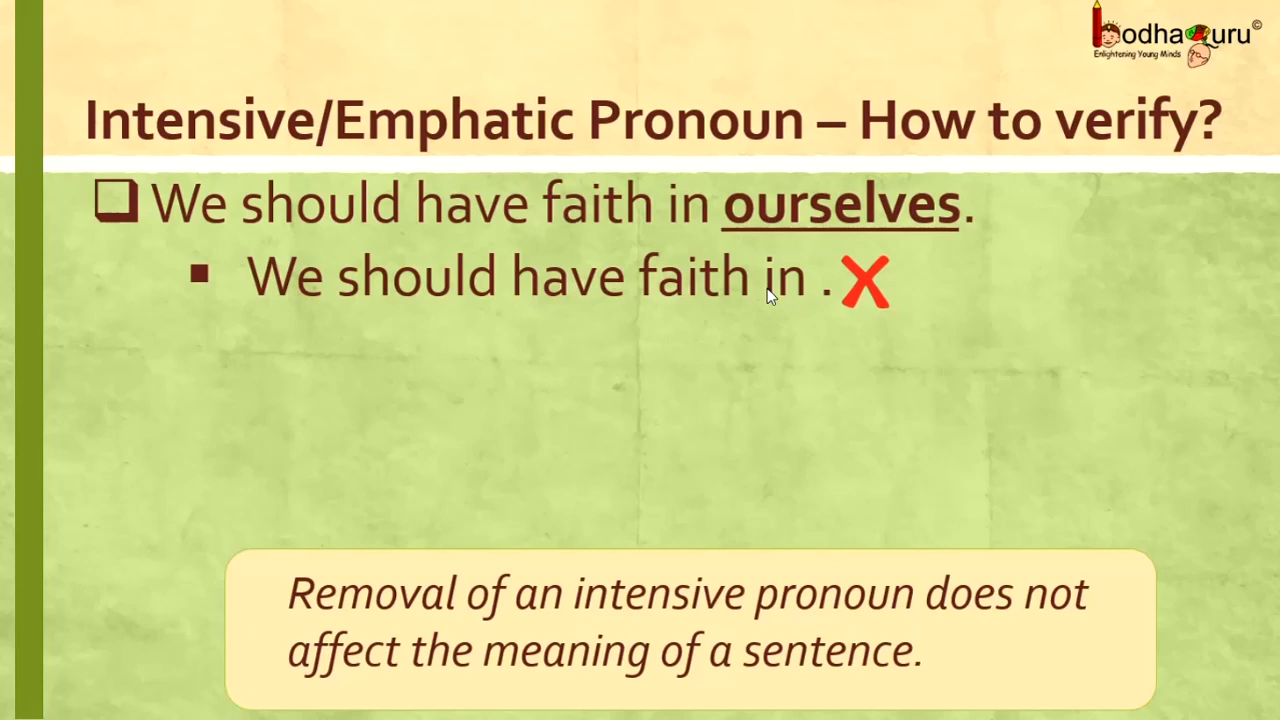 bodhaguru©
Enlightening Young Minds
Intensive/Emphatic Pronoun – How to verify?
❑ We should have faith in ourselves.
▪ We should have faith in .
Removal of an intensive pronoun does not
affect the meaning of a sentence.